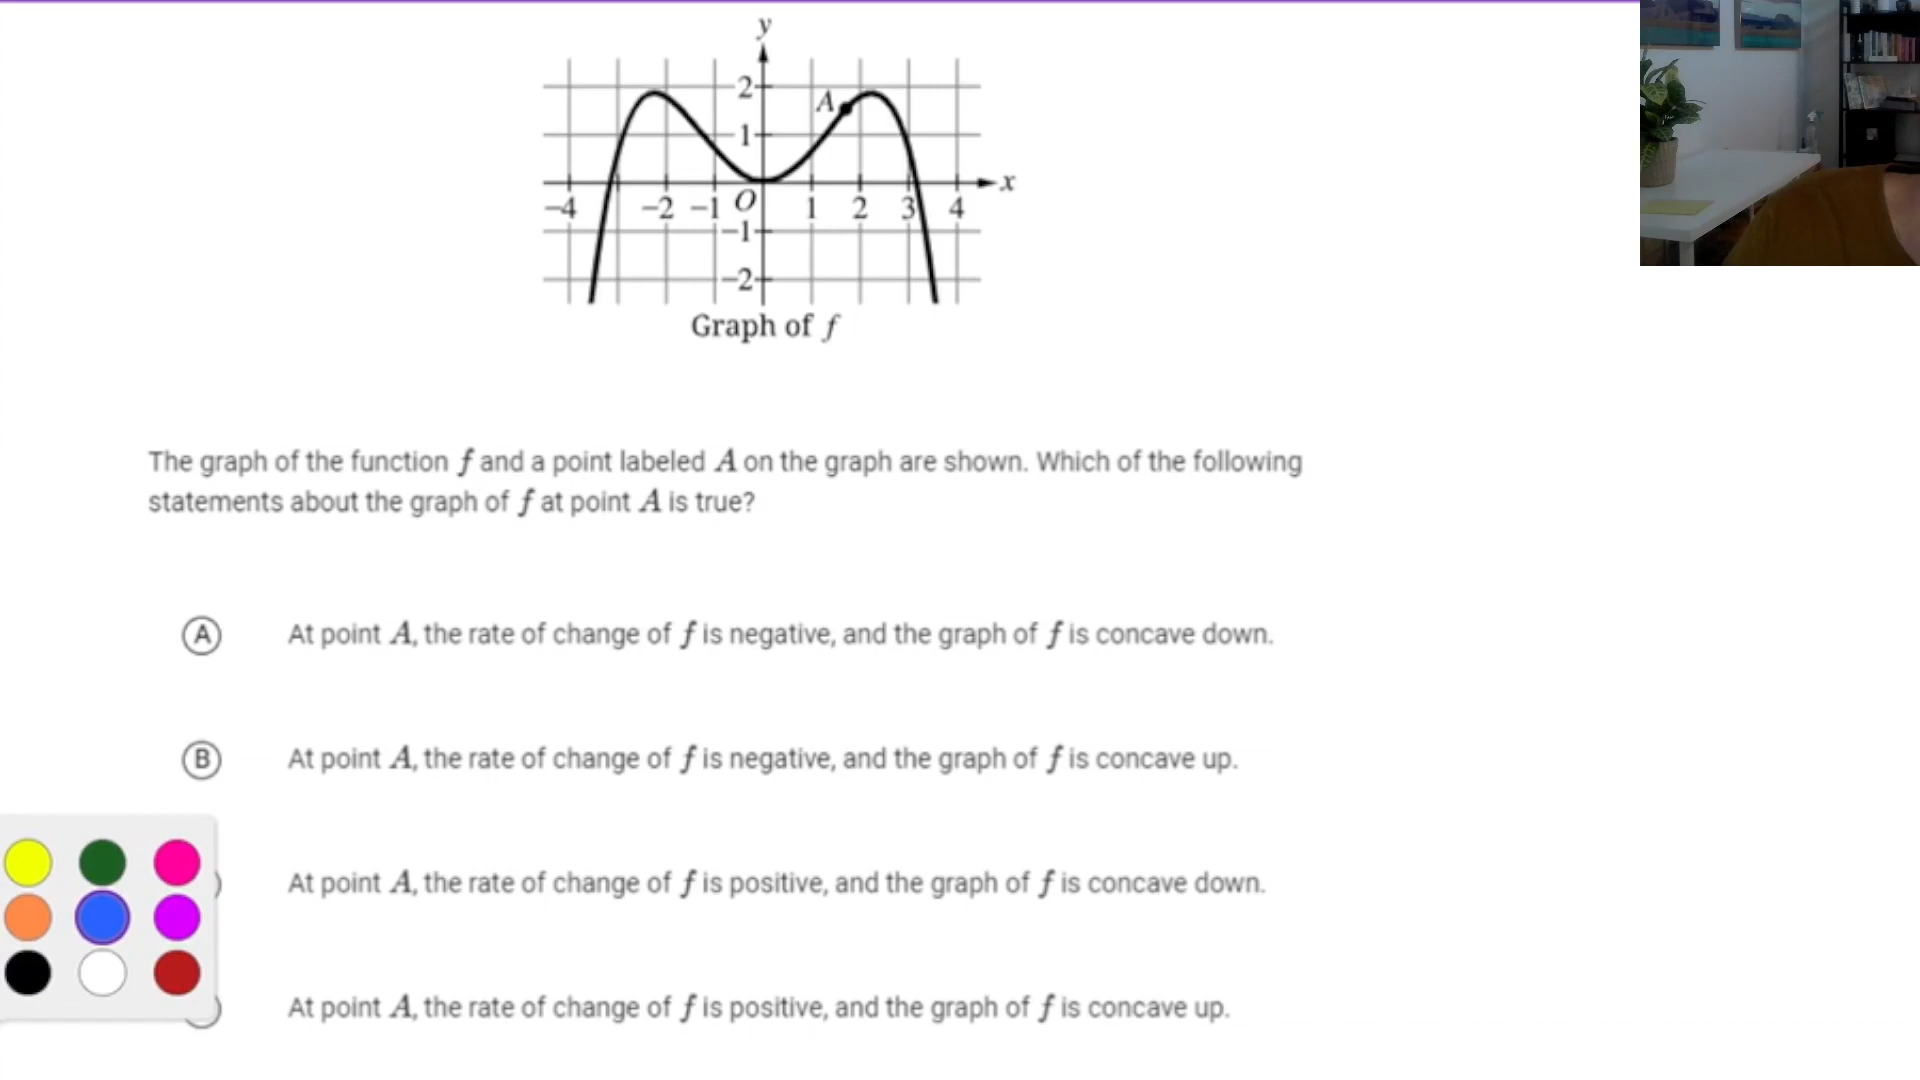 y
2
A
1
x
−4 −2 −1 O 1 2 3 4
−1
−2
Graph of f
The graph of the function f and a point labeled A on the graph are shown. Which of the following
statements about the graph of f at point A is true?
A At point A, the rate of change of f is negative, and the graph of f is concave down.
B At point A, the rate of change of f is negative, and the graph of f is concave up.
At point A, the rate of change of f is positive, and the graph of f is concave down.
At point A, the rate of change of f is positive, and the graph of f is concave up.